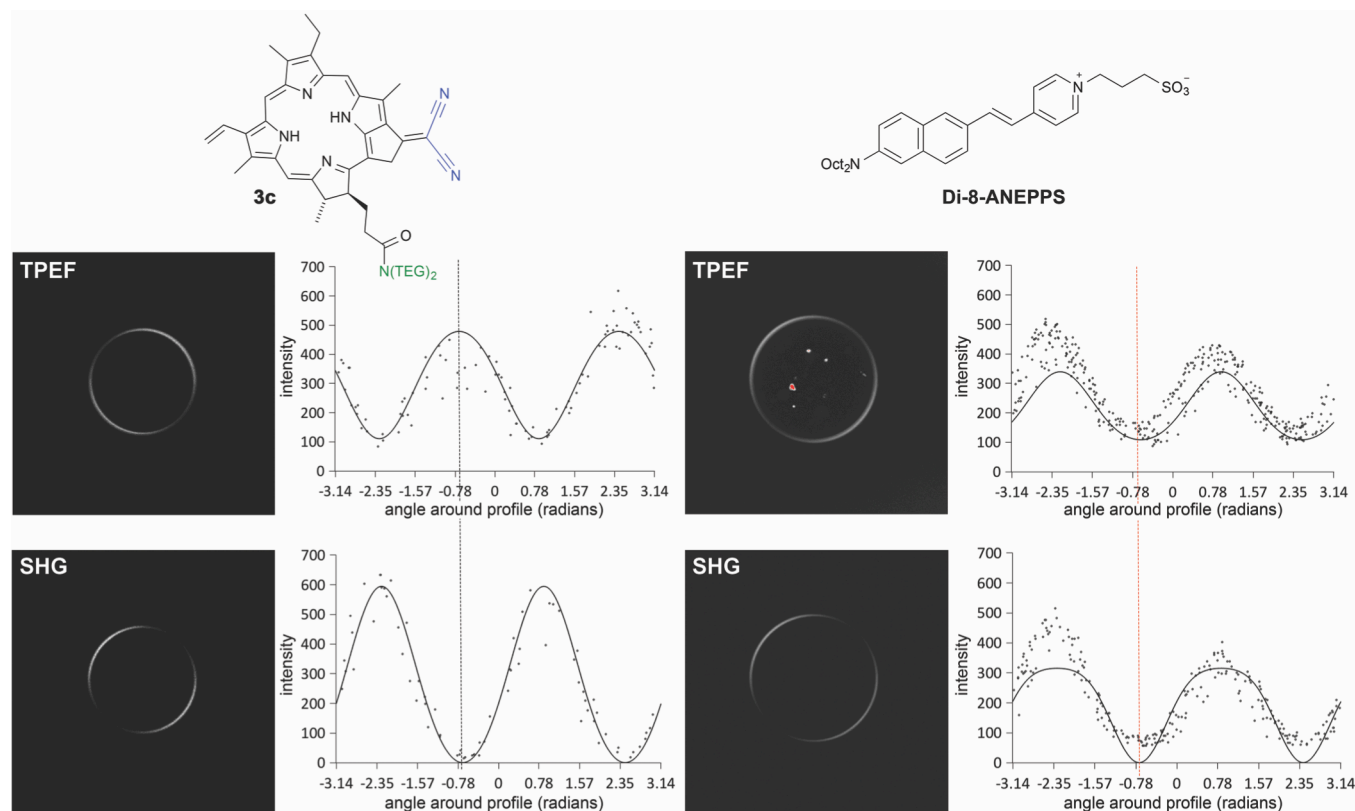 N
N
HN
NH
N
N
3c
O
N(TEG)2
N
N+
SO3−
Oct2N
Di-8-ANEPPS
TPEF
700
600
500
400
300
200
100
0
intensity
-3.14 -2.35 -1.57 -0.78 0 0.78 1.57 2.35 3.14
angle around profile (radians)
TPEF
700
600
500
400
300
200
100
0
intensity
-3.14 -2.35 -1.57 -0.78 0 0.78 1.57 2.35 3.14
angle around profile (radians)
SHG
700
600
500
400
300
200
100
0
intensity
-3.14 -2.35 -1.57 -0.78 0 0.78 1.57 2.35 3.14
angle around profile (radians)
SHG
700
600
500
400
300
200
100
0
intensity
-3.14 -2.35 -1.57 -0.78 0 0.78 1.57 2.35 3.14
angle around profile (radians)